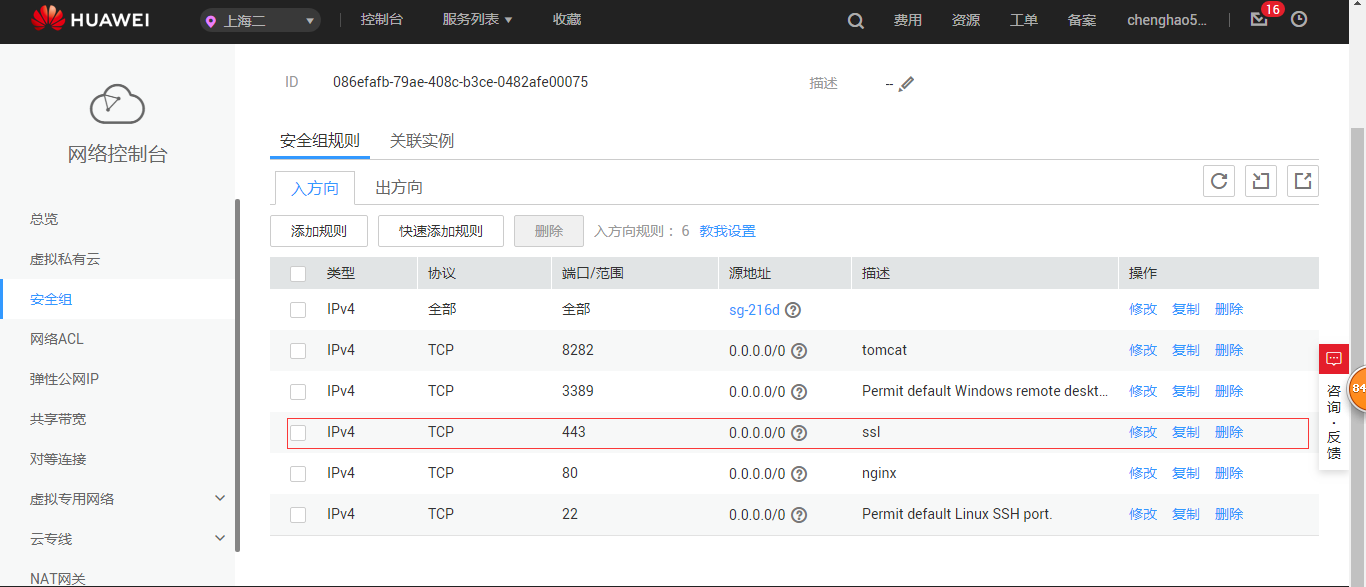 HUAWEI 上海二 控制台 服务列表 收藏 费用 资源 工单 备案 chenghao5... 16
网络控制台
总览
虚拟私有云
安全组
网络ACL
弹性公网IP
共享带宽
对等连接
虚拟专用网络
云专线
NAT网关
ID 086efafb-79ae-408c-b3ce-0482afe00075 描述 --
安全组规则 关联实例
入方向 出方向
添加规则 快速添加规则 删除 入方向规则： 6 教我设置
类型 协议 端口/范围 源地址 描述 操作
IPv4 全部 全部 sg-216d 修改 复制 删除
IPv4 TCP 8282 0.0.0.0/0 tomcat 修改 复制 删除
IPv4 TCP 3389 0.0.0.0/0 Permit default Windows remote deskt... 修改 复制 删除
IPv4 TCP 443 0.0.0.0/0 ssl 修改 复制 删除
IPv4 TCP 80 0.0.0.0/0 nginx 修改 复制 删除
IPv4 TCP 22 0.0.0.0/0 Permit default Linux SSH port. 修改 复制 删除
咨询·反馈
84